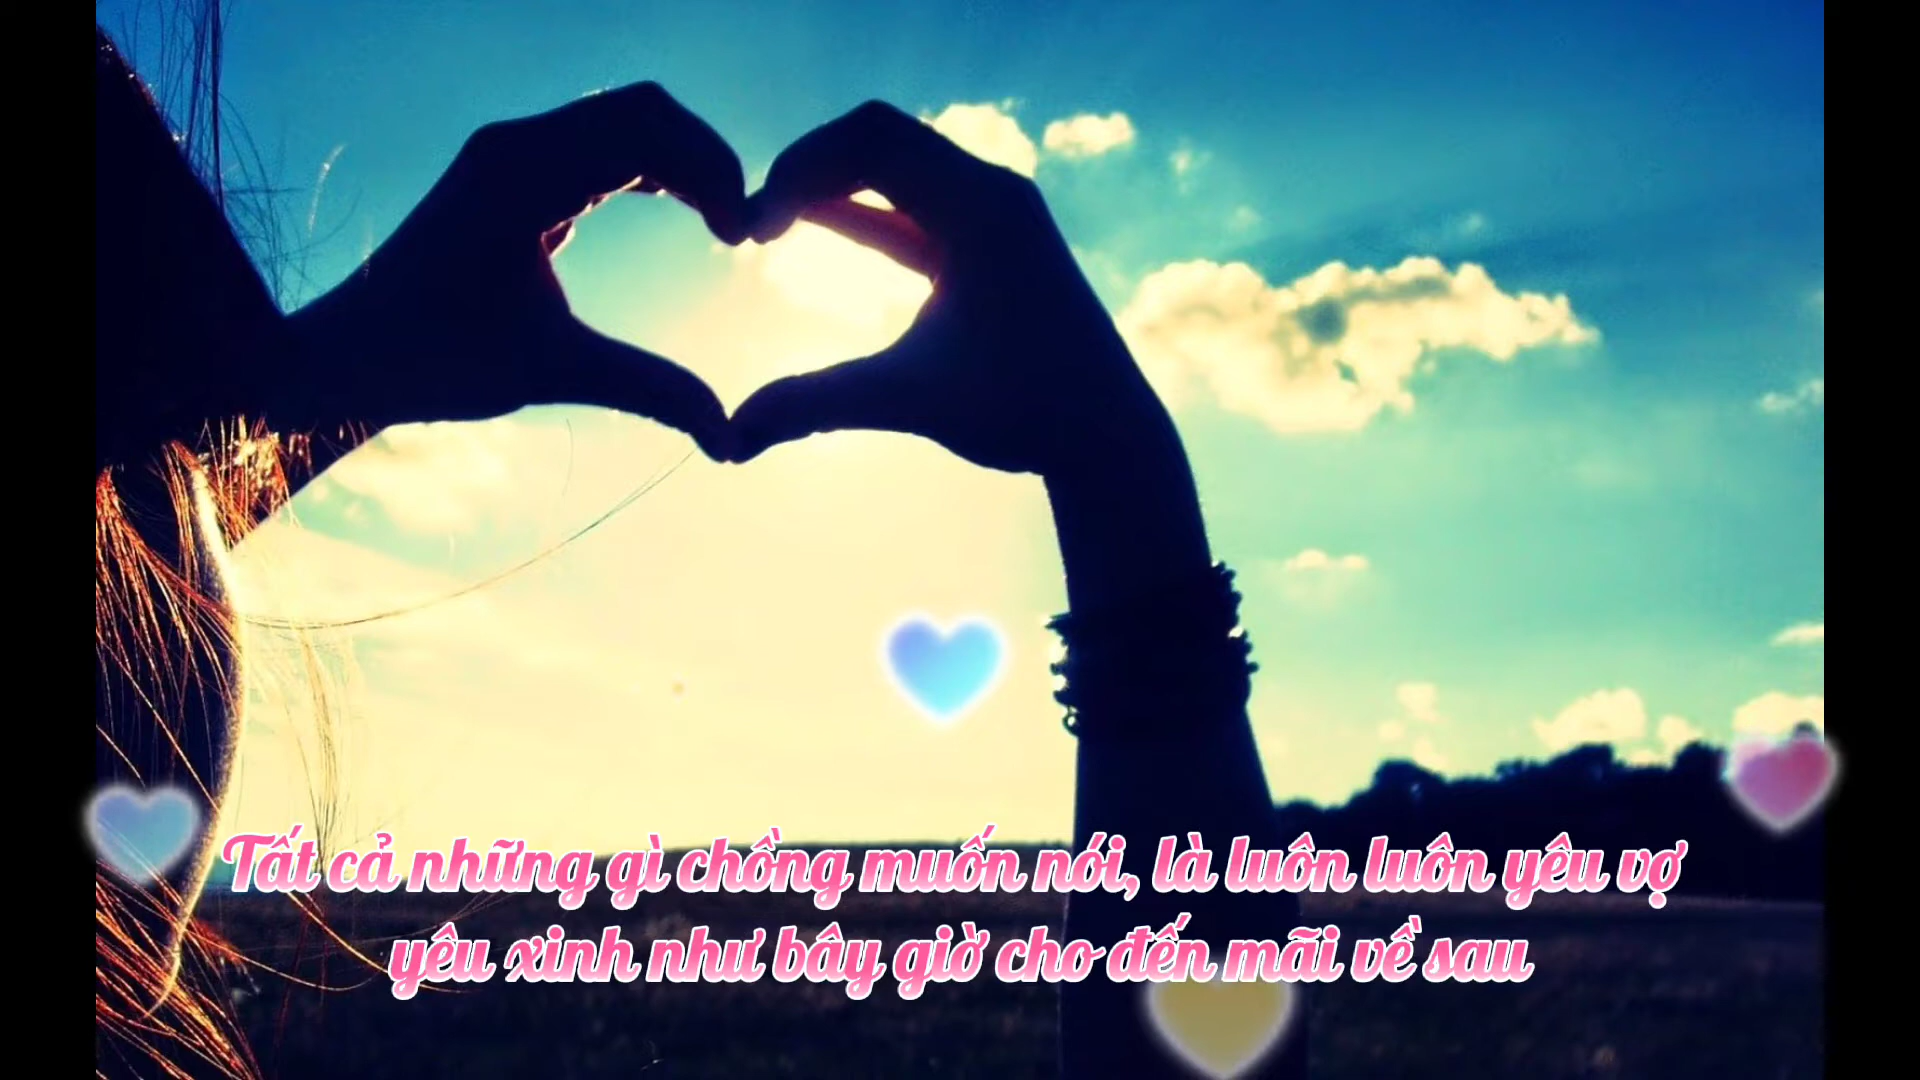 Tất cả những gì chồng muốn nói, là luôn luôn yêu vợ
yêu xinh như bây giờ cho đến mãi về sau